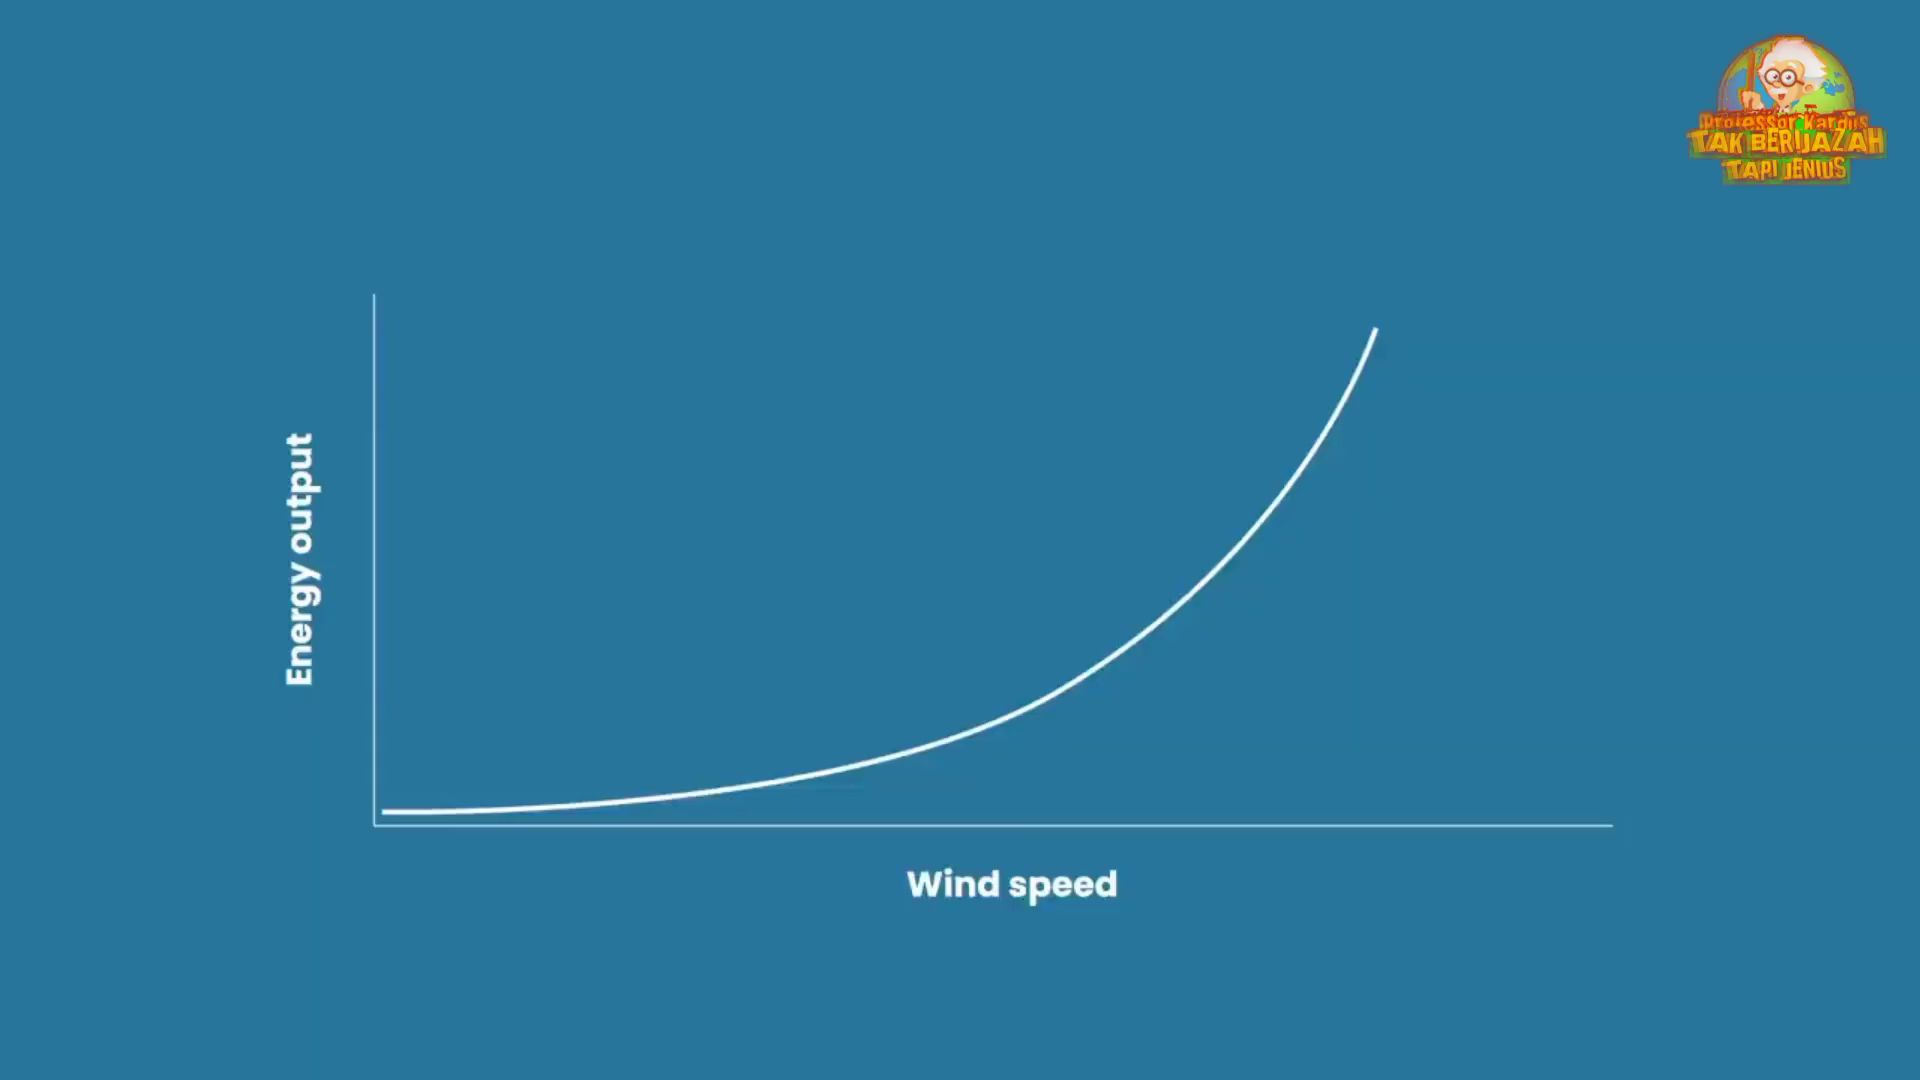 Professor Kardus
TAK BERIJAZAH
TAPI JENIUS
Energy output
Wind speed